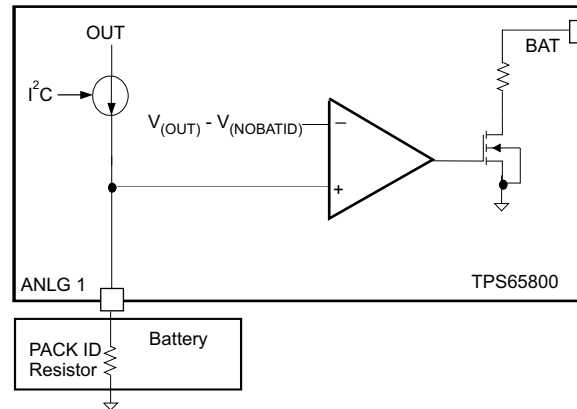 OUT
BAT
I²C
V(OUT) - V(NOBATID)
−
+
ANLG 1
TPS65800
PACK ID
Resistor
Battery